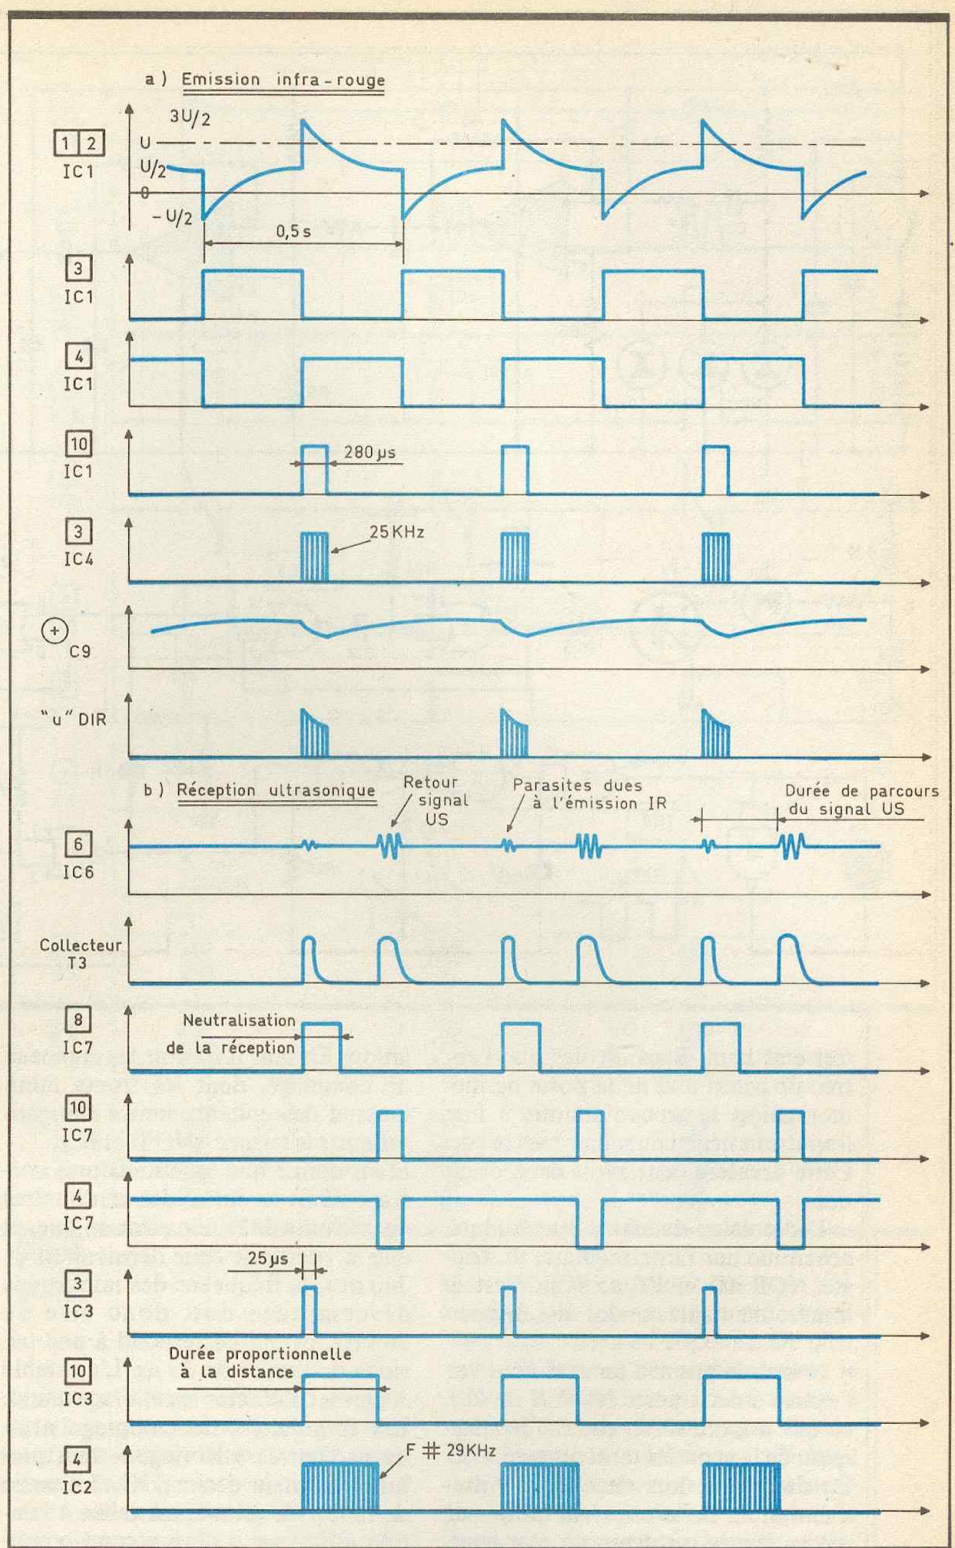 a ) Emission infra-rouge
3U/2
1 2
IC1
U
U/2
0
-U/2
0,5 s
3
IC1
4
IC1
10
IC1
280 µs
3
IC4
25 KHz
+
C9
"u" DIR
b ) Réception ultrasonique
Retour
signal
US
Parasites dues
à l'émission IR
Durée de parcours
du signal US
6
IC6
Collecteur
T3
8
IC7
Neutralisation
de la réception
10
IC7
4
IC7
25 µs
3
IC3
Durée proportionnelle
à la distance
10
IC3
4
IC2
F # 29 KHz